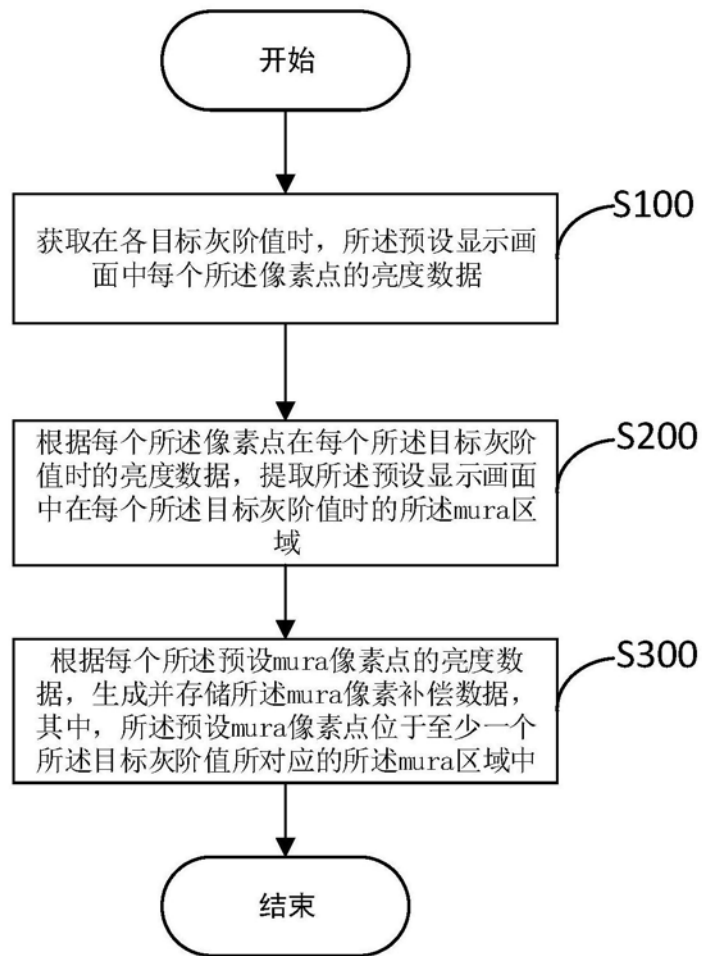 开始
S100
获取在各目标灰阶值时，所述预设显示画
面中每个所述像素点的亮度数据
S200
根据每个所述像素点在每个所述目标灰阶
值时的亮度数据，提取所述预设显示画面
中在每个所述目标灰阶值时的所述mura区
域
S300
根据每个所述预设mura像素点的亮度数
据，生成并存储所述mura像素补偿数据，
其中，所述预设mura像素点位于至少一个
所述目标灰阶值所对应的所述mura区域中
结束